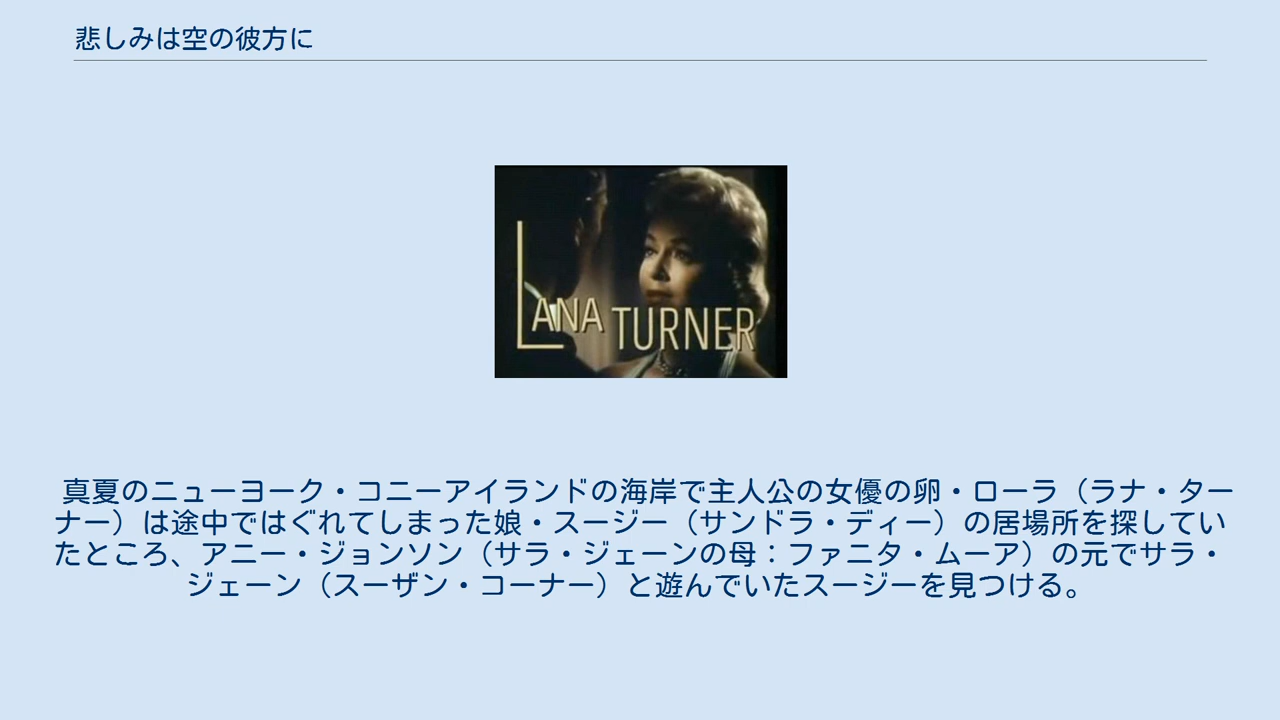 悲しみは空の彼方に
LANA TURNER
真夏のニューヨーク・コニーアイランドの海岸で主人公の女優の卵・ローラ（ラナ・ター
ナー）は途中ではぐれてしまった娘・スージー（サンドラ・ディー）の居場所を探してい
たところ、アニー・ジョンソン（サラ・ジェーンの母：ファニタ・ムーア）の元でサラ・
ジェーン（スーザン・コーナー）と遊んでいたスージーを見つける。